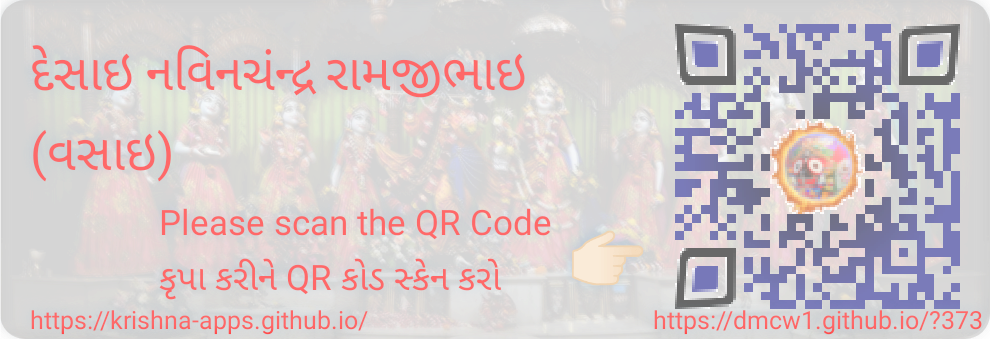 દેસાઇ નવિનચંન્દ્ર રામજીભાઇ
(વસાઇ)
Please scan the QR Code
કૃપા કરીને QR કોડ સ્કેન કરો
https://krishna-apps.github.io/
https://dmcw1.github.io/?373